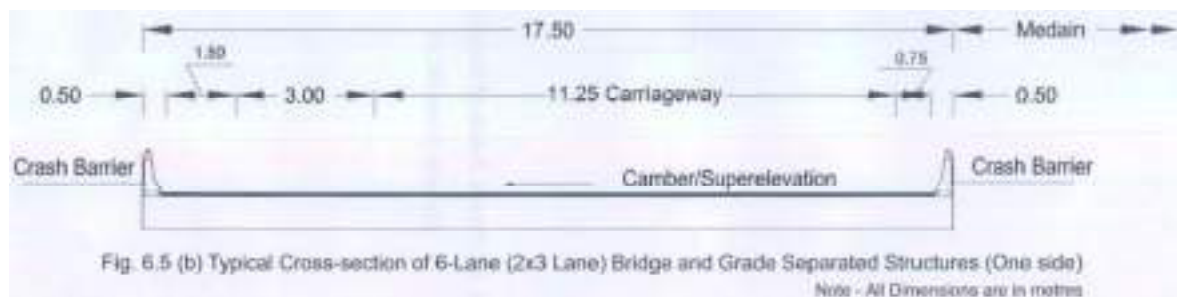 17.50 Medain
0.75
0.50 3.00 11.25 Carriageway 0.50
Crash Barrier Camber/Superelevation Crash Barrier
Fig. 6.5 (b) Typical Cross-section of 6-Lane (2x3 Lane) Bridge and Grade Separated Structures (One side)
Note - All Dimensions are in metres